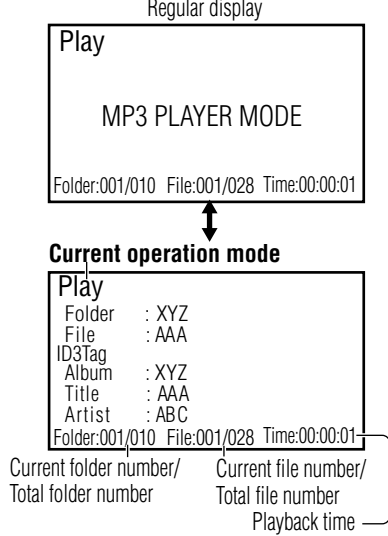 Regular display
Play
MP3 PLAYER MODE
Folder:001/010 File:001/028 Time:00:00:01
Current operation mode
Play
Folder : XYZ
File : AAA
ID3Tag
Album : XYZ
Title : AAA
Artist : ABC
Folder:001/010 File:001/028 Time:00:00:01
Current folder number/
Total folder number
Current file number/
Total file number
Playback time